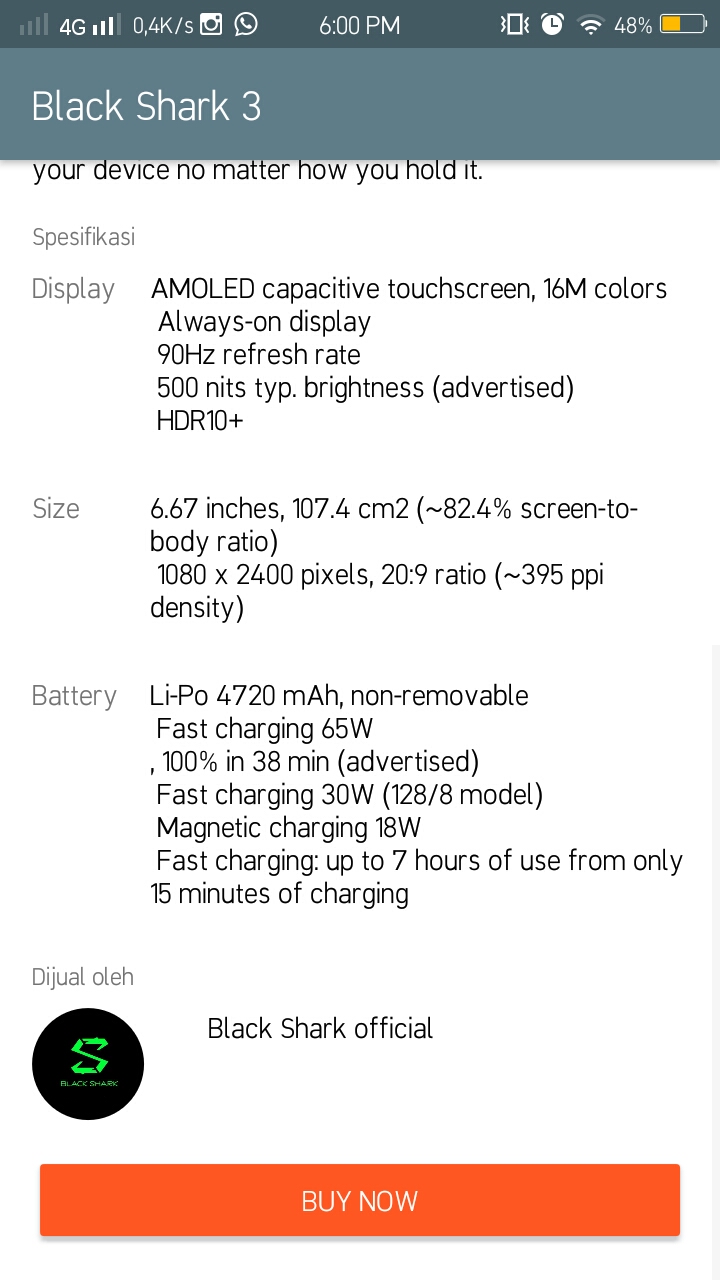 4G 0,4K/s 6:00 PM 48%
Black Shark 3
your device no matter how you hold it.
Spesifikasi
Display AMOLED capacitive touchscreen, 16M colors
Always-on display
90Hz refresh rate
500 nits typ. brightness (advertised)
HDR10+
Size 6.67 inches, 107.4 cm2 (~82.4% screen-to-
body ratio)
1080 x 2400 pixels, 20:9 ratio (~395 ppi
density)
Battery Li-Po 4720 mAh, non-removable
Fast charging 65W
, 100% in 38 min (advertised)
Fast charging 30W (128/8 model)
Magnetic charging 18W
Fast charging: up to 7 hours of use from only
15 minutes of charging
Dijual oleh
Black Shark official
BLACK SHARK
BUY NOW